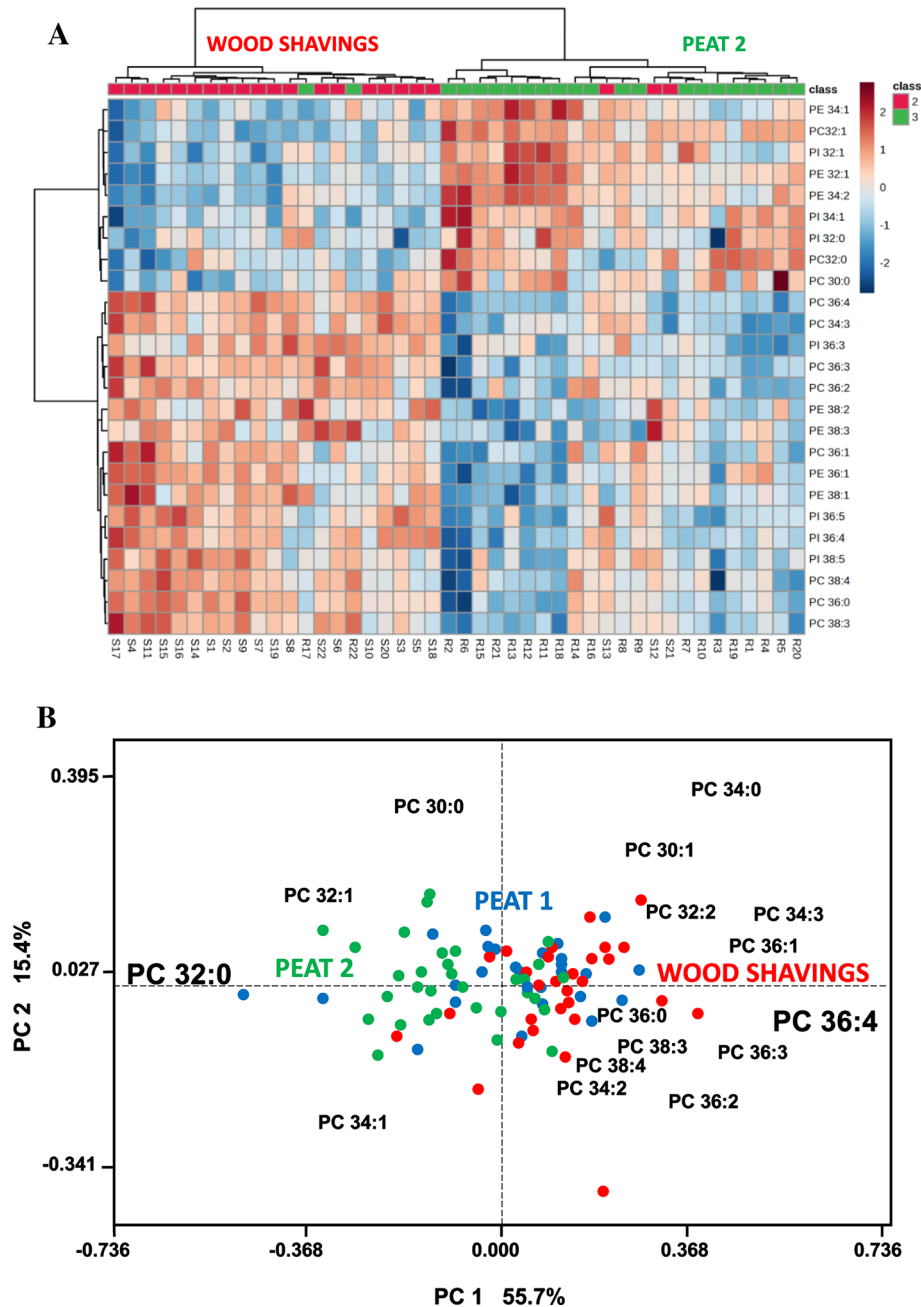 A
WOOD SHAVINGS
PEAT 2
class
class
2
3
2
1
0
-1
-2
PE 34:1
PC32:1
PI 32:1
PE 32:1
PE 34:2
PI 34:1
PI 32:0
PC32:0
PC 30:0
PC 36:4
PC 34:3
PI 36:3
PC 36:3
PC 36:2
PE 38:2
PE 38:3
PC 36:1
PE 36:1
PE 38:1
PI 36:5
PI 36:4
PI 38:5
PC 38:4
PC 36:0
PC 38:3
S17 S4 S11 S15 S16 S14 S1 S2 S9 S7 S19 S8 R17 S22 S6 R22 S10 S20 S3 S5 S18 R2 R6 R15 R21 R13 R12 R11 R18 R14 R16 S13 R8 R9 S12 S21 R7 R10 R3 R19 R1 R4 R5 R20
B
0.395
PC 34:0
PC 30:0
PC 30:1
PC 32:1
PEAT 1
PC 32:2
PC 34:3
PC 36:1
0.027
PC 32:0
PEAT 2
WOOD SHAVINGS
PC 36:0
PC 36:4
PC 38:3
PC 36:3
PC 38:4
PC 34:2
PC 36:2
PC 34:1
-0.341
PC 2 15.4%
-0.736
-0.368
0.000
0.368
0.736
PC 1 55.7%